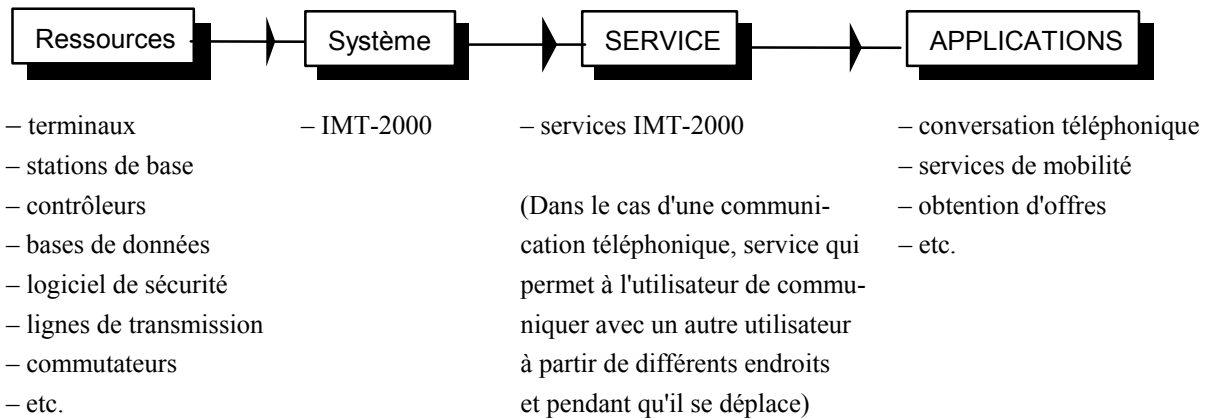 Ressources
Système
SERVICE
APPLICATIONS
– terminaux
– stations de base
– contrôleurs
– bases de données
– logiciel de sécurité
– lignes de transmission
– commutateurs
– etc.
– IMT-2000
– services IMT-2000
(Dans le cas d'une communi-
cation téléphonique, service qui
permet à l'utilisateur de commu-
niquer avec un autre utilisateur
à partir de différents endroits
et pendant qu'il se déplace)
– conversation téléphonique
– services de mobilité
– obtention d'offres
– etc.